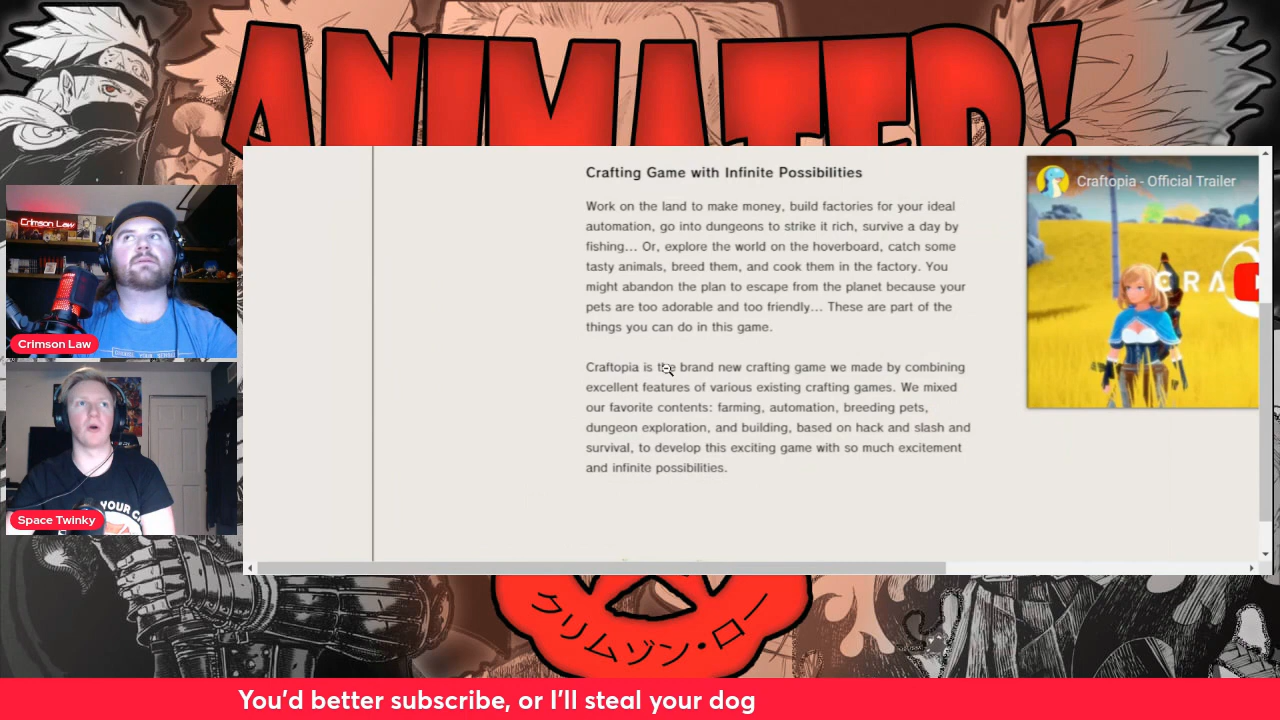 ANIMATED!
Crafting Game with Infinite Possibilities
Work on the land to make money, build factories for your ideal
automation, go into dungeons to strike it rich, survive a day by
fishing... Or, explore the world on the hoverboard, catch some
tasty animals, breed them, and cook them in the factory. You
might abandon the plan to escape from the planet because your
pets are too adorable and too friendly... These are part of the
things you can do in this game.
Craftopia is the brand new crafting game we made by combining
excellent features of various existing crafting games. We mixed
our favorite contents: farming, automation, breeding pets,
dungeon exploration, and building, based on hack and slash and
survival, to develop this exciting game with so much excitement
and infinite possibilities.
Craftopia - Official Trailer
CRA
Crimson Law
Crimson Law
YOUR
Space Twinky
クリムゾン・ロー
You'd better subscribe, or I'll steal your dog